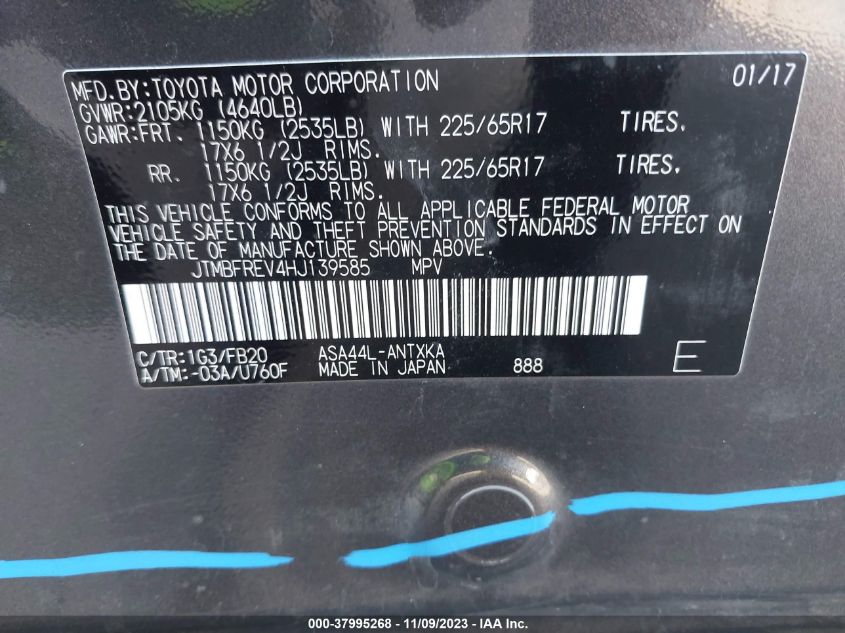 MFD.BY:TOYOTA MOTOR CORPORATION 01/17
GVWR:2105KG (4640LB)
GAWR:FRT. 1150KG (2535LB) WITH 225/65R17 TIRES.
17X6 1/2J RIMS.
RR. 1150KG (2535LB) WITH 225/65R17 TIRES.
17X6 1/2J RIMS.
THIS VEHICLE CONFORMS TO ALL APPLICABLE FEDERAL MOTOR
VEHICLE SAFETY AND THEFT PREVENTION STANDARDS IN EFFECT ON
THE DATE OF MANUFACTURE SHOWN ABOVE.
JTMBFREV4HJ139585 MPV
C/TR:1G3/FB20 ASA44L-ANTXKA
A/TM:-03A/U760F MADE IN JAPAN 888 E
000-37995268 - 11/09/2023 - IAA Inc.